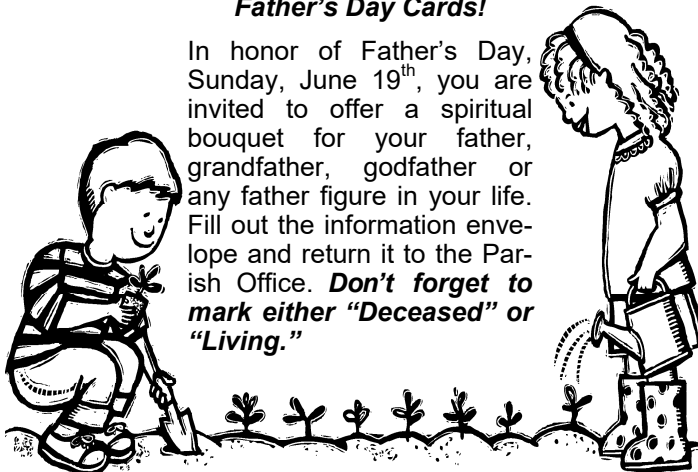 Father's Day Cards!
In honor of Father's Day,
Sunday, June 19th, you are
invited to offer a spiritual
bouquet for your father,
grandfather, godfather or
any father figure in your life.
Fill out the information enve-
lope and return it to the Par-
ish Office. Don't forget to
mark either “Deceased” or
“Living.”